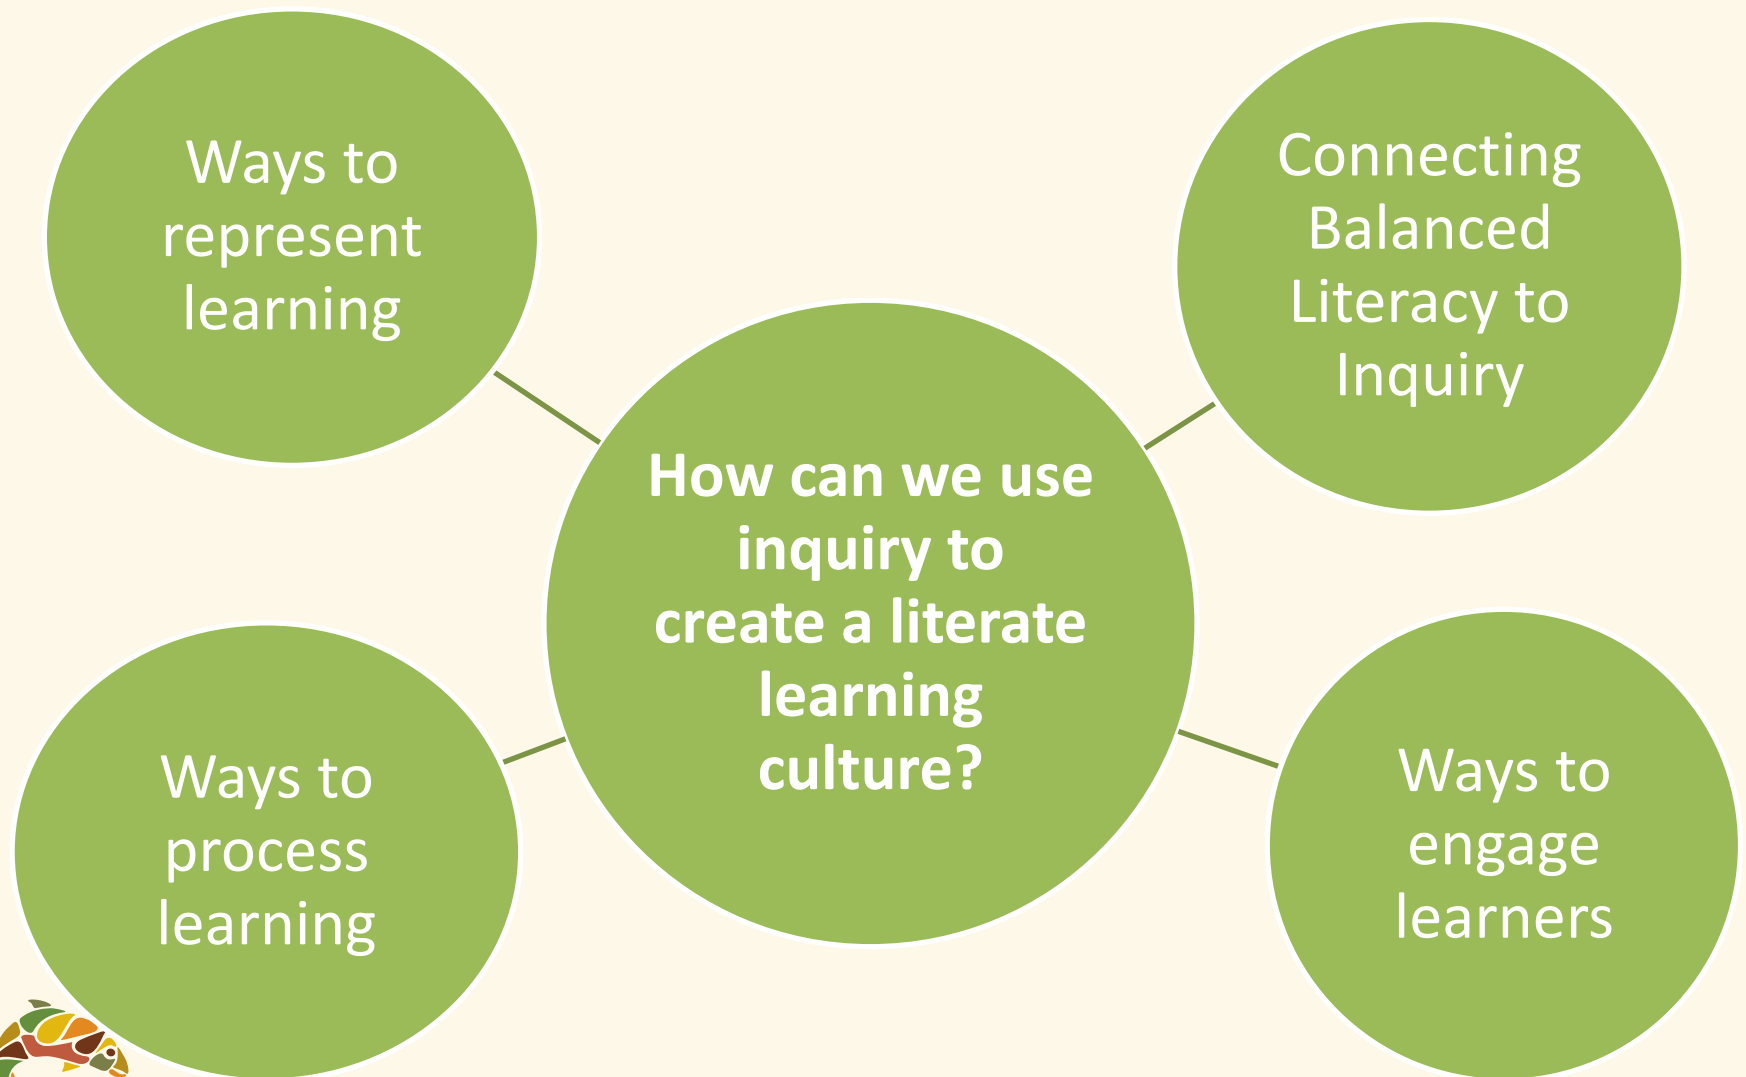 Ways to
represent
learning
Connecting
Balanced
Literacy to
Inquiry
How can we use
inquiry to
create a literate
learning
culture?
Ways to
process
learning
Ways to
engage
learners